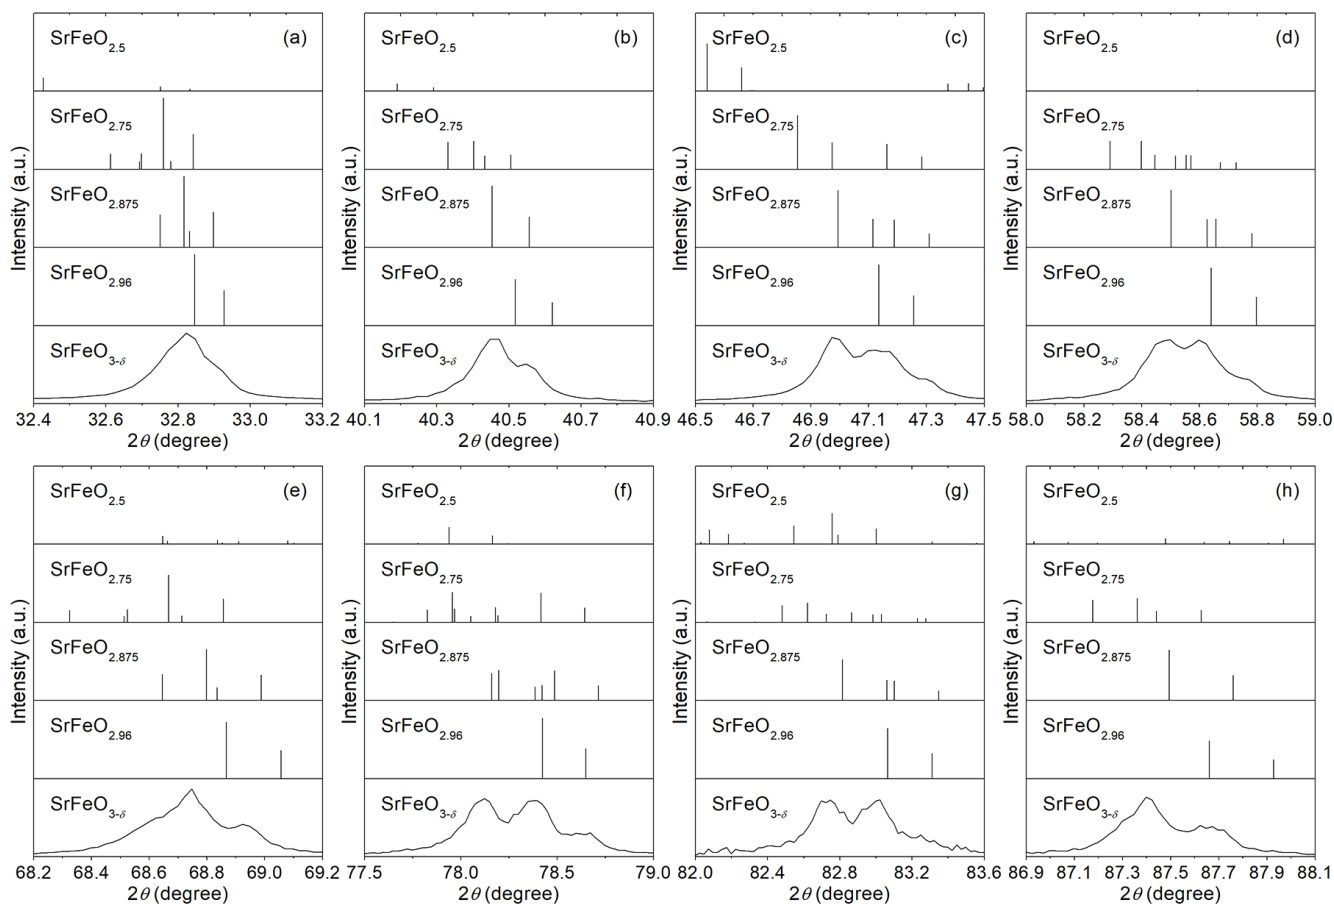 SrFeO2.5 (a)
SrFeO2.75
SrFeO2.875
SrFeO2.96
SrFeO3-δ
Intensity (a.u.)
32.4 32.6 32.8 33.0 33.2
2θ (degree)
SrFeO2.5 (b)
SrFeO2.75
SrFeO2.875
SrFeO2.96
SrFeO3-δ
Intensity (a.u.)
40.1 40.3 40.5 40.7 40.9
2θ (degree)
SrFeO2.5 (c)
SrFeO2.75
SrFeO2.875
SrFeO2.96
SrFeO3-δ
Intensity (a.u.)
46.5 46.7 46.9 47.1 47.3 47.5
2θ (degree)
SrFeO2.5 (d)
SrFeO2.75
SrFeO2.875
SrFeO2.96
SrFeO3-δ
Intensity (a.u.)
58.0 58.2 58.4 58.6 58.8 59.0
2θ (degree)
SrFeO2.5 (e)
SrFeO2.75
SrFeO2.875
SrFeO2.96
SrFeO3-δ
Intensity (a.u.)
68.2 68.4 68.6 68.8 69.0 69.2
2θ (degree)
SrFeO2.5 (f)
SrFeO2.75
SrFeO2.875
SrFeO2.96
SrFeO3-δ
Intensity (a.u.)
77.5 78.0 78.5 79.0
2θ (degree)
SrFeO2.5 (g)
SrFeO2.75
SrFeO2.875
SrFeO2.96
SrFeO3-δ
Intensity (a.u.)
82.0 82.4 82.8 83.2 83.6
2θ (degree)
SrFeO2.5 (h)
SrFeO2.75
SrFeO2.875
SrFeO2.96
SrFeO3-δ
Intensity (a.u.)
86.9 87.1 87.3 87.5 87.7 87.9 88.1
2θ (degree)